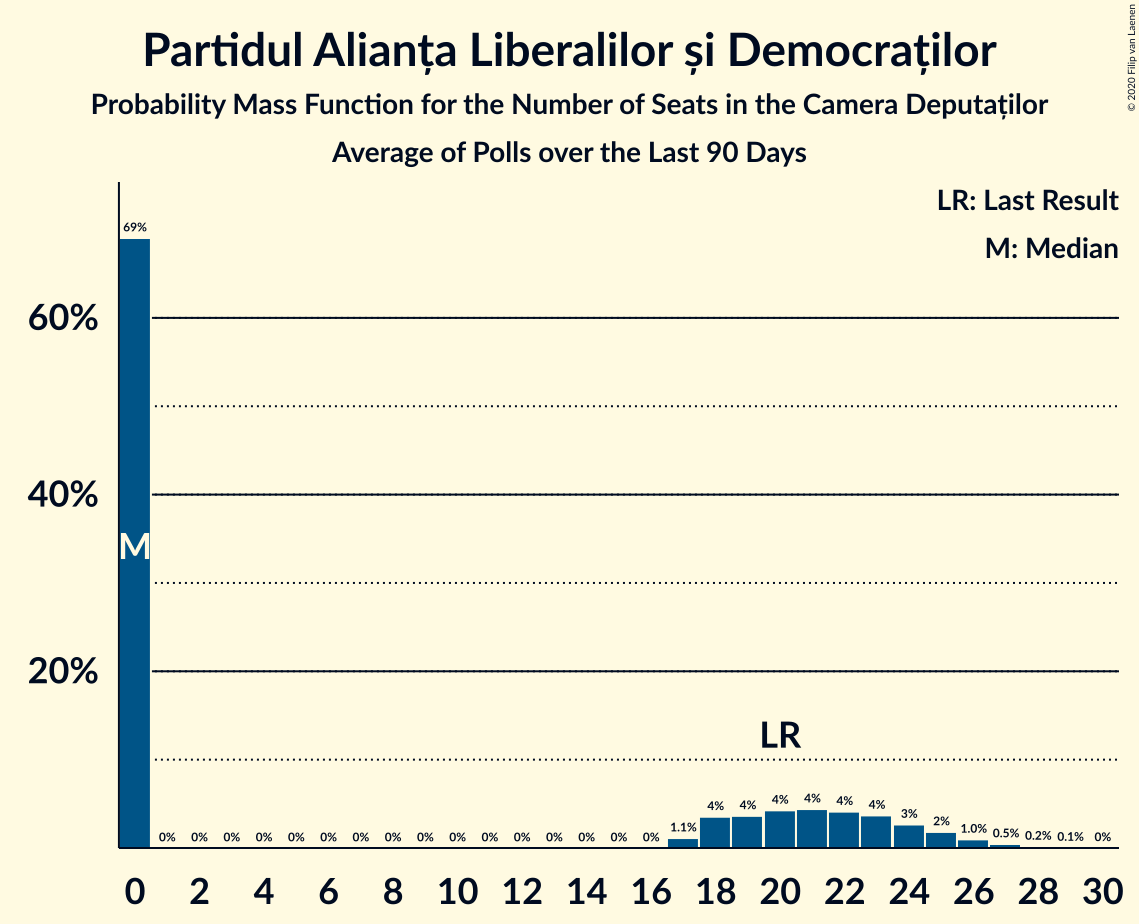 Partidul Alianța Liberalilor și Democraților
Probability Mass Function for the Number of Seats in the Camera Deputaților
Average of Polls over the Last 90 Days
© 2020 Filip van Laenen
LR: Last Result
M: Median
69%
60%
40%
M
20%
LR
0% 0% 0% 0% 0% 0% 0% 0% 0% 0% 0% 0% 0% 0% 0% 0% 1.1% 4% 4% 4% 4% 4% 4% 3% 2% 1.0% 0.5% 0.2% 0.1% 0%
0 2 4 6 8 10 12 14 16 18 20 22 24 26 28 30